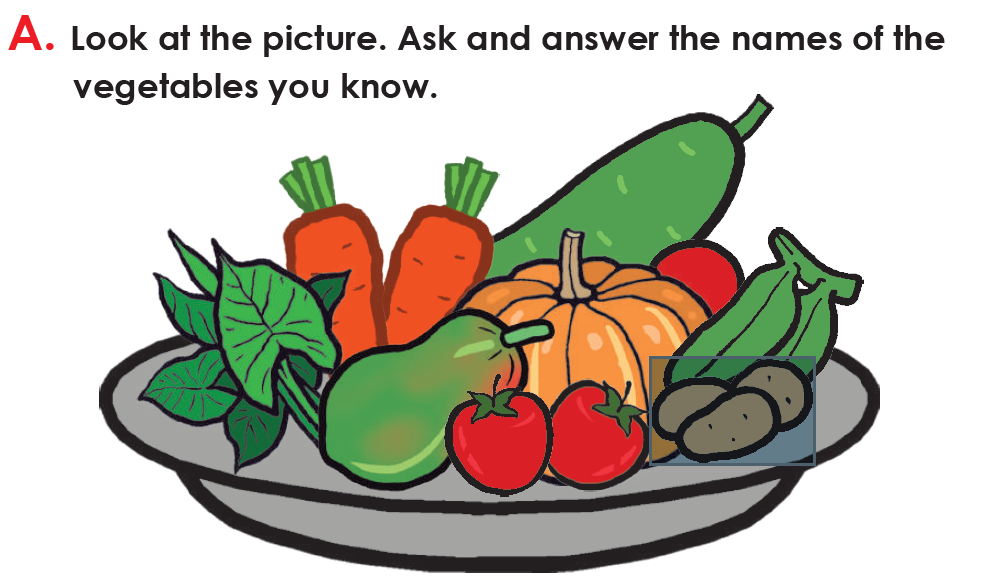 A. Look at the picture. Ask and answer the names of the
vegetables you know.